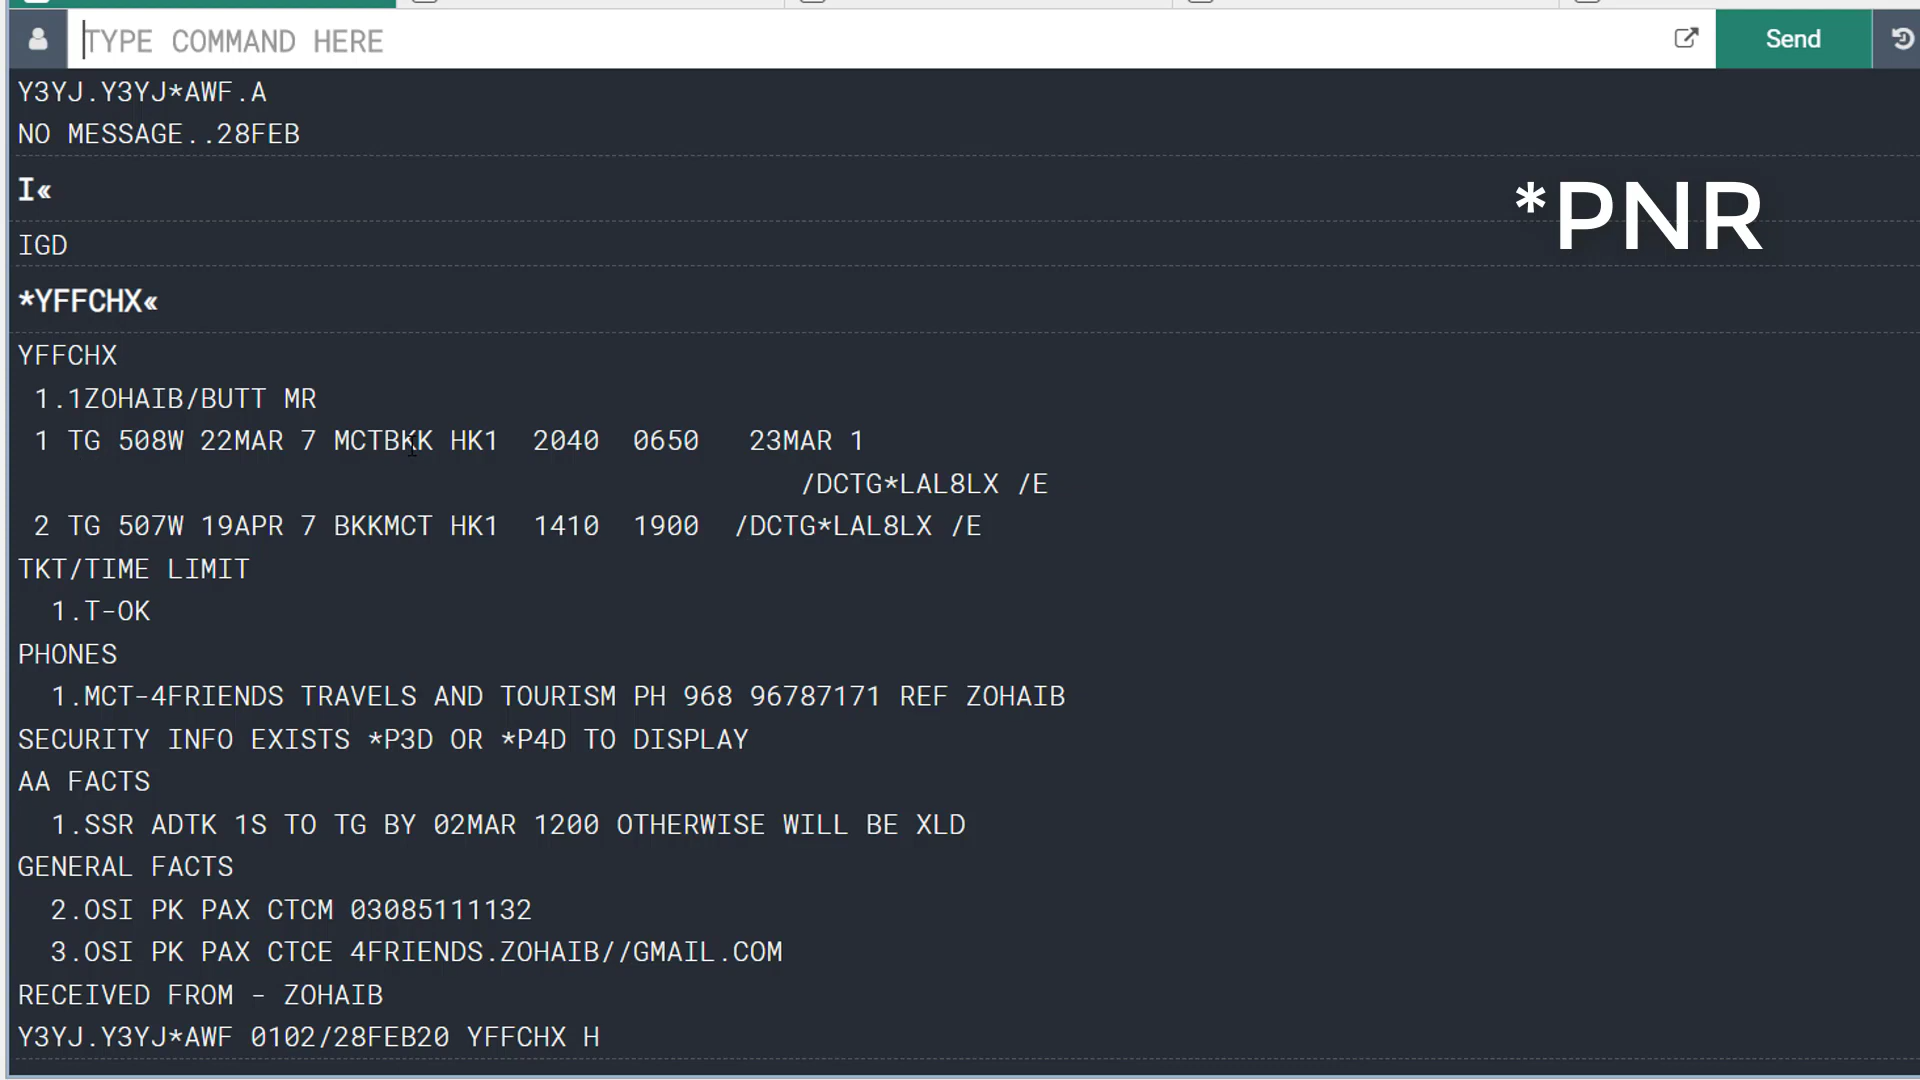 TYPE COMMAND HERE
Send
Y3YJ.Y3YJ*AWF.A
NO MESSAGE..28FEB
I«
*PNR
IGD
*YFFCHX«
YFFCHX
1.1ZOHAIB/BUTT MR
1 TG 508W 22MAR 7 MCTBKK HK1 2040 0650 23MAR 1
/DCTG*LAL8LX /E
2 TG 507W 19APR 7 BKKMCT HK1 1410 1900 /DCTG*LAL8LX /E
TKT/TIME LIMIT
1.T-OK
PHONES
1.MCT-4FRIENDS TRAVELS AND TOURISM PH 968 96787171 REF ZOHAIB
SECURITY INFO EXISTS *P3D OR *P4D TO DISPLAY
AA FACTS
1.SSR ADTK 1S TO TG BY 02MAR 1200 OTHERWISE WILL BE XLD
GENERAL FACTS
2.OSI PK PAX CTCM 03085111132
3.OSI PK PAX CTCE 4FRIENDS.ZOHAIB//GMAIL.COM
RECEIVED FROM - ZOHAIB
Y3YJ.Y3YJ*AWF 0102/28FEB20 YFFCHX H